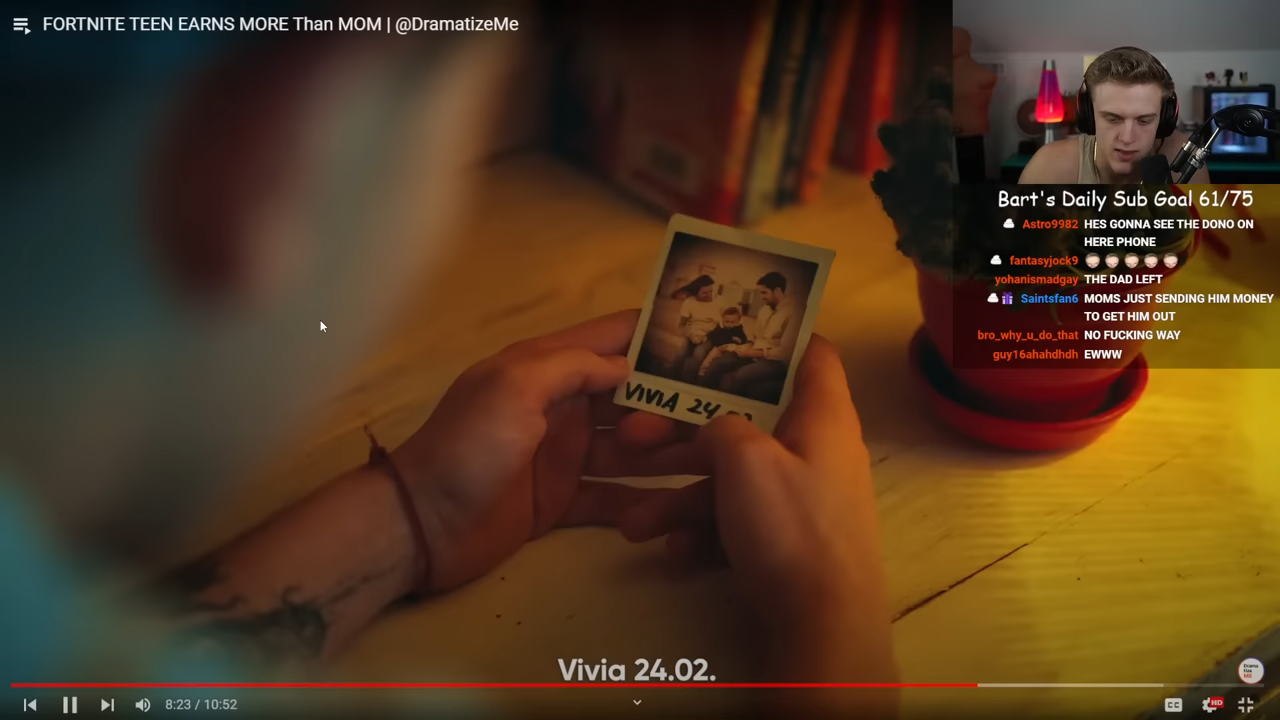 FORTNITE TEEN EARNS MORE Than MOM | @DramatizeMe
Bart's Daily Sub Goal 61/75
Astro9982 HES GONNA SEE THE DONO ON
HERE PHONE
fantasyjock9
yohanismadgay THE DAD LEFT
Saintsfan6 MOMS JUST SENDING HIM MONEY
TO GET HIM OUT
bro_why_u_do_that NO FUCKING WAY
guy16ahahdhdh EWWW
VIVIA 24
Vivia 24.02.
8:23 / 10:52
CC
HD